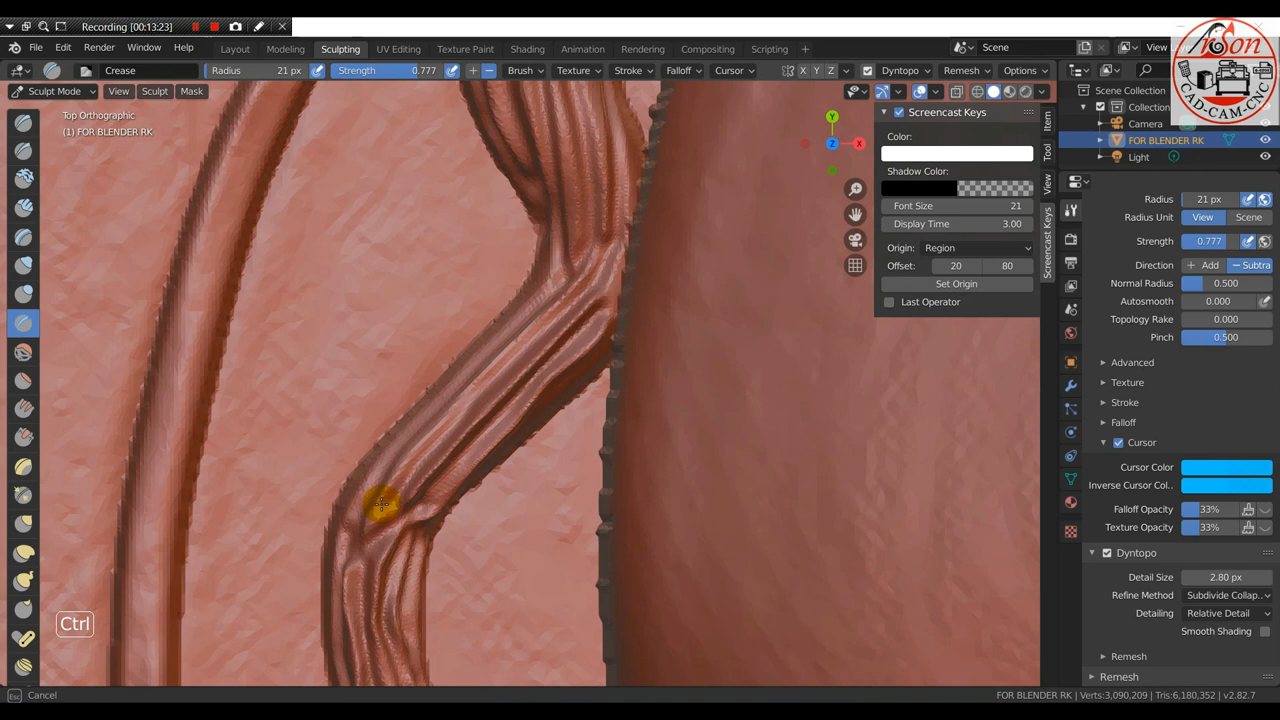 Recording [00:13:23]
File Edit Render Window Help Layout Modeling Sculpting UV Editing Texture Paint Shading Animation Rendering Compositing Scripting + Scene View
Crease Radius 21 px Strength 0.777 + − Brush Texture Stroke Falloff Cursor X Y Z Dyntopo Remesh Options
Sculpt Mode View Sculpt Mask
Top Orthographic
(1) FOR BLENDER RK
Ctrl
Y
Z X
Screencast Keys
Color:
Shadow Color:
Font Size 21
Display Time 3.00
Origin: Region
Offset: 20 80
Set Origin
Last Operator
Item
Tool
View
Screencast Keys
CAD-CAM-CNC
Scene Collection
Collection
Camera
FOR BLENDER RK
Light
Radius 21 px
Radius Unit View Scene
Strength 0.777
Direction + Add − Subtra
Normal Radius 0.500
Autosmooth 0.000
Topology Rake 0.000
Pinch 0.500
Advanced
Texture
Stroke
Falloff
Cursor
Cursor Color
Inverse Cursor Col..
Falloff Opacity 33%
Texture Opacity 33%
Dyntopo
Detail Size 2.80 px
Refine Method Subdivide Collap..
Detailing Relative Detail
Smooth Shading
Remesh
Remesh
Esc Cancel
FOR BLENDER RK | Verts:3,090,209 | Tris:6,180,352 | v2.82.7